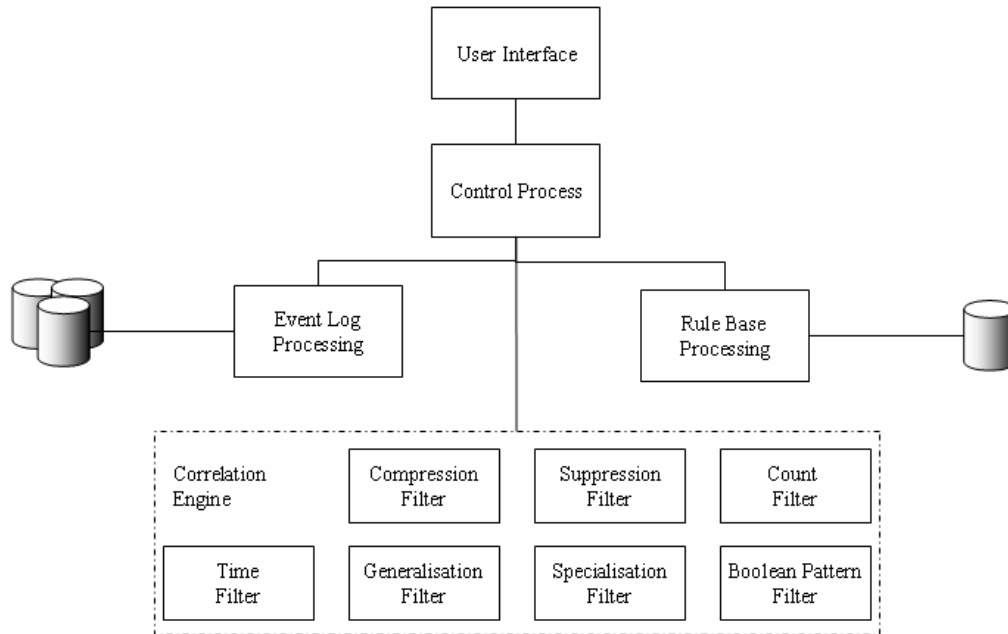 User Interface
Control Process
Event Log
Processing
Rule Base
Processing
Correlation
Engine
Compression
Filter
Suppression
Filter
Count
Filter
Time
Filter
Generalisation
Filter
Specialisation
Filter
Boolean Pattern
Filter